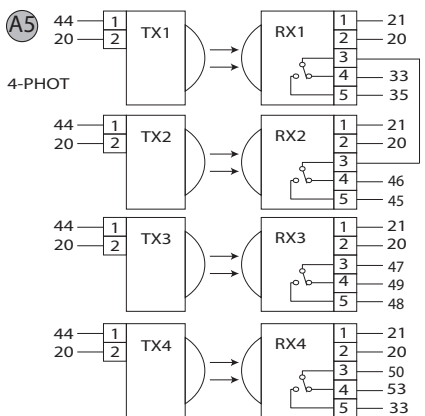 A5
4-PHOT
44 1 TX1 RX1 1 21
20 2 2 20
3
4 33
5 35
44 1 TX2 RX2 1 21
20 2 2 20
3
4 46
5 45
44 1 TX3 RX3 1 21
20 2 2 20
3 47
4 49
5 48
44 1 TX4 RX4 1 21
20 2 2 20
3 50
4 53
5 33